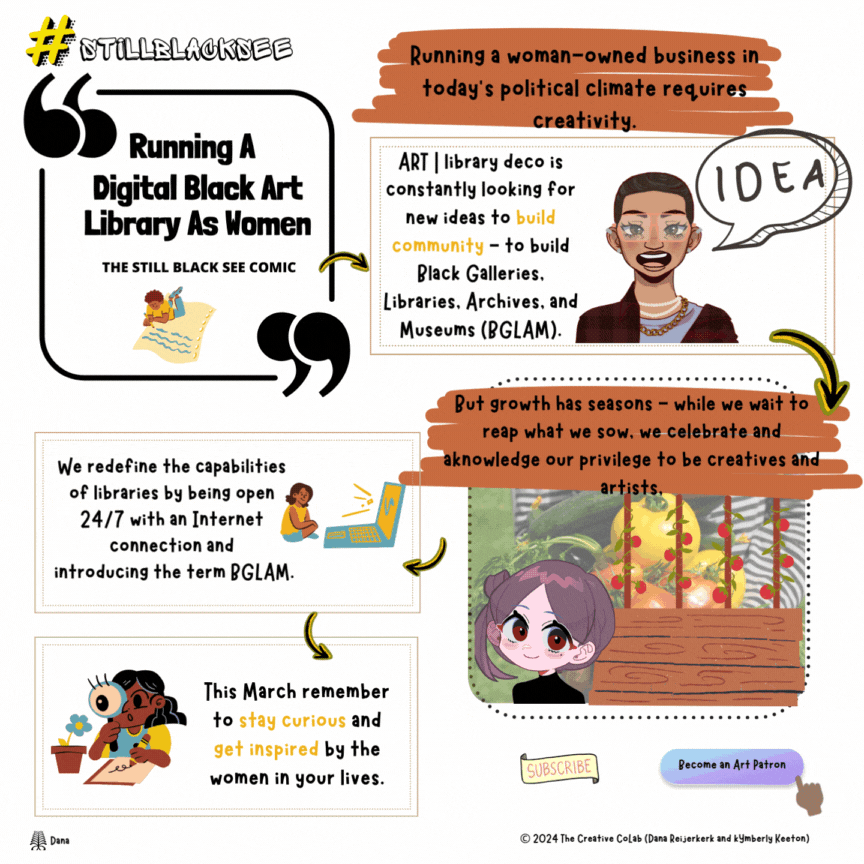 #STILLBLACKSEE
Running A
Digital Black Art
Library As Women
THE STILL BLACK SEE COMIC
Running a woman-owned business in
today's political climate requires
creativity.
ART | library deco is
constantly looking for
new ideas to build
community – to build
Black Galleries,
Libraries, Archives, and
Museums (BGLAM).
IDEA
But growth has seasons – while we wait to
reap what we sow, we celebrate and
aknowledge our privilege to be creatives and
artists,
We redefine the capabilities
of libraries by being open
24/7 with an Internet
connection and
introducing the term BGLAM.
This March remember
to stay curious and
get inspired by the
women in your lives.
SUBSCRIBE
Become an Art Patron
Dana
© 2024 The Creative CoLab (Dana Reijerkerk and kYmberly Keeton)